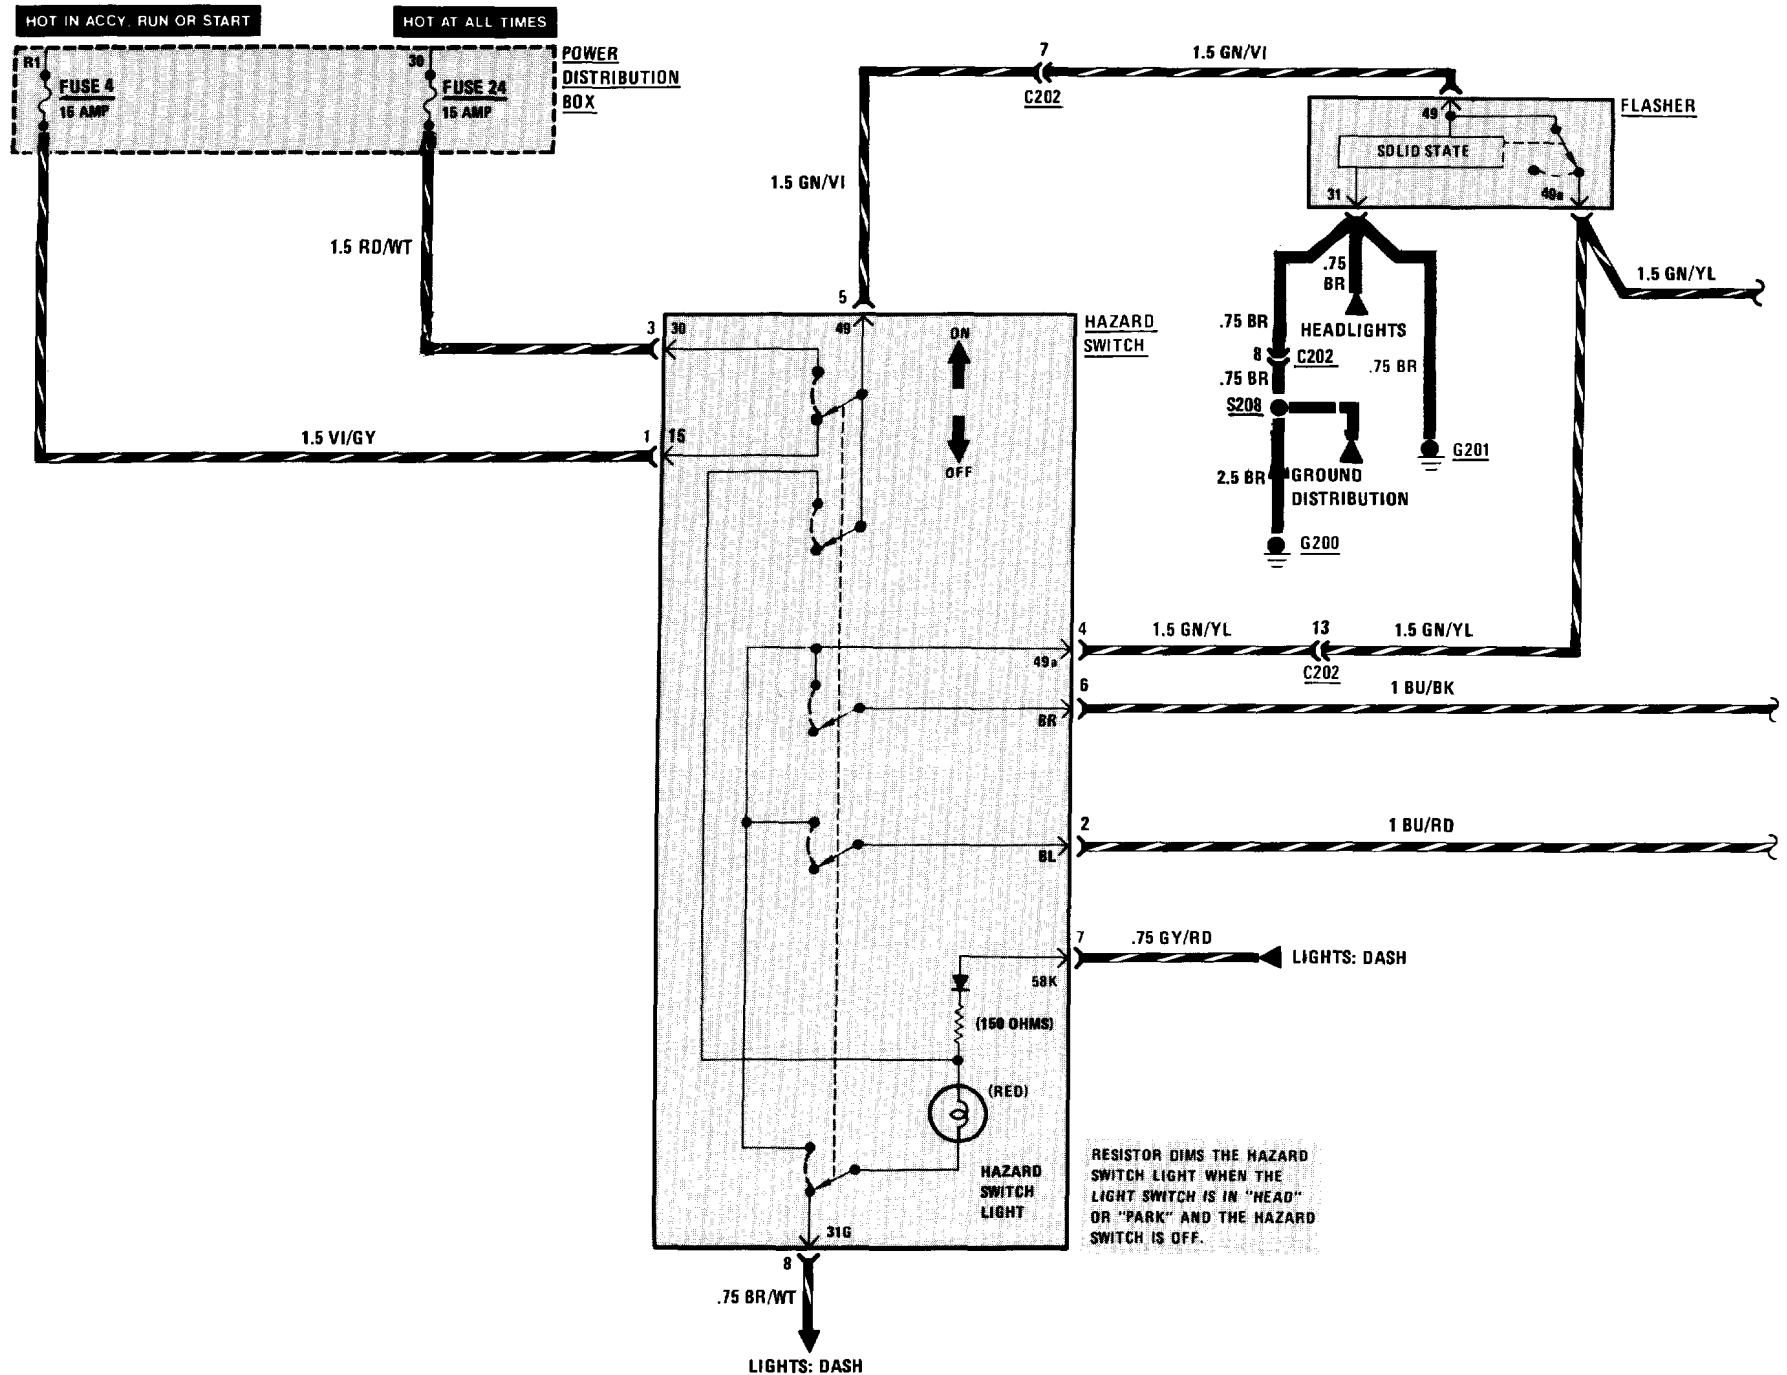 HOT IN ACCY, RUN OR START
HOT AT ALL TIMES
R1
FUSE 4
15 AMP
30
FUSE 24
15 AMP
POWER
DISTRIBUTION
BOX
7
C202
1.5 GN/VI
FLASHER
49
SOLID STATE
31
49a
1.5 GN/VI
1.5 RD/WT
.75
BR
1.5 GN/YL
.75 BR
HEADLIGHTS
8
C202
.75 BR
.75 BR
S208
G201
2.5 BR
GROUND
DISTRIBUTION
G200
5
3
30
49
ON
OFF
HAZARD
SWITCH
1.5 VI/GY
1
15
4
49a
1.5 GN/YL
13
C202
1.5 GN/YL
6
BR
1 BU/BK
2
BL
1 BU/RD
7
58K
.75 GY/RD
LIGHTS: DASH
(150 OHMS)
(RED)
HAZARD
SWITCH
LIGHT
RESISTOR DIMS THE HAZARD
SWITCH LIGHT WHEN THE
LIGHT SWITCH IS IN "HEAD"
OR "PARK" AND THE HAZARD
SWITCH IS OFF.
31G
8
.75 BR/WT
LIGHTS: DASH